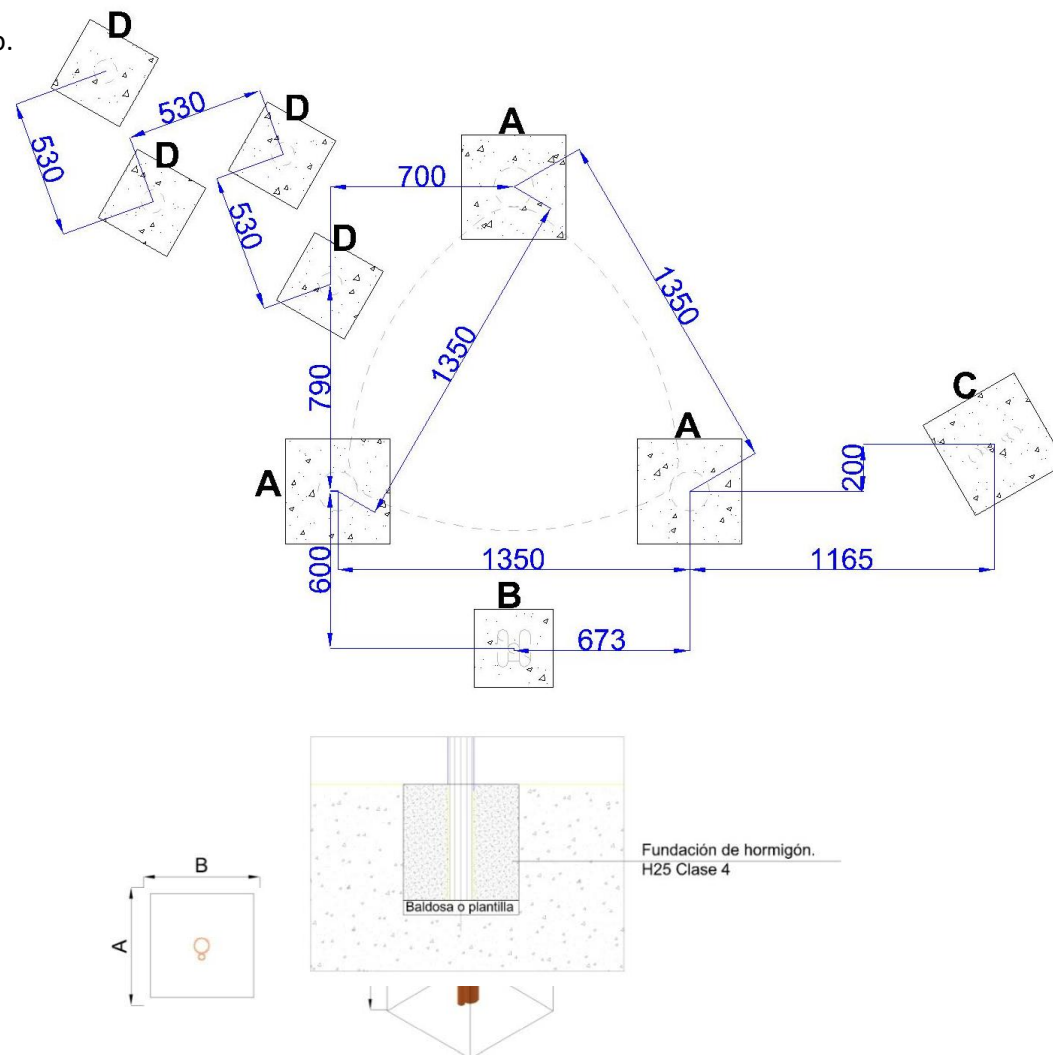 o.
D
530
D
A
530
D
700
530
D
1350
1350
790
C
A
A
200
600
1350
1165
B
673
Fundación de hormigón.
H25 Clase 4
Baldosa o plantilla
B
A